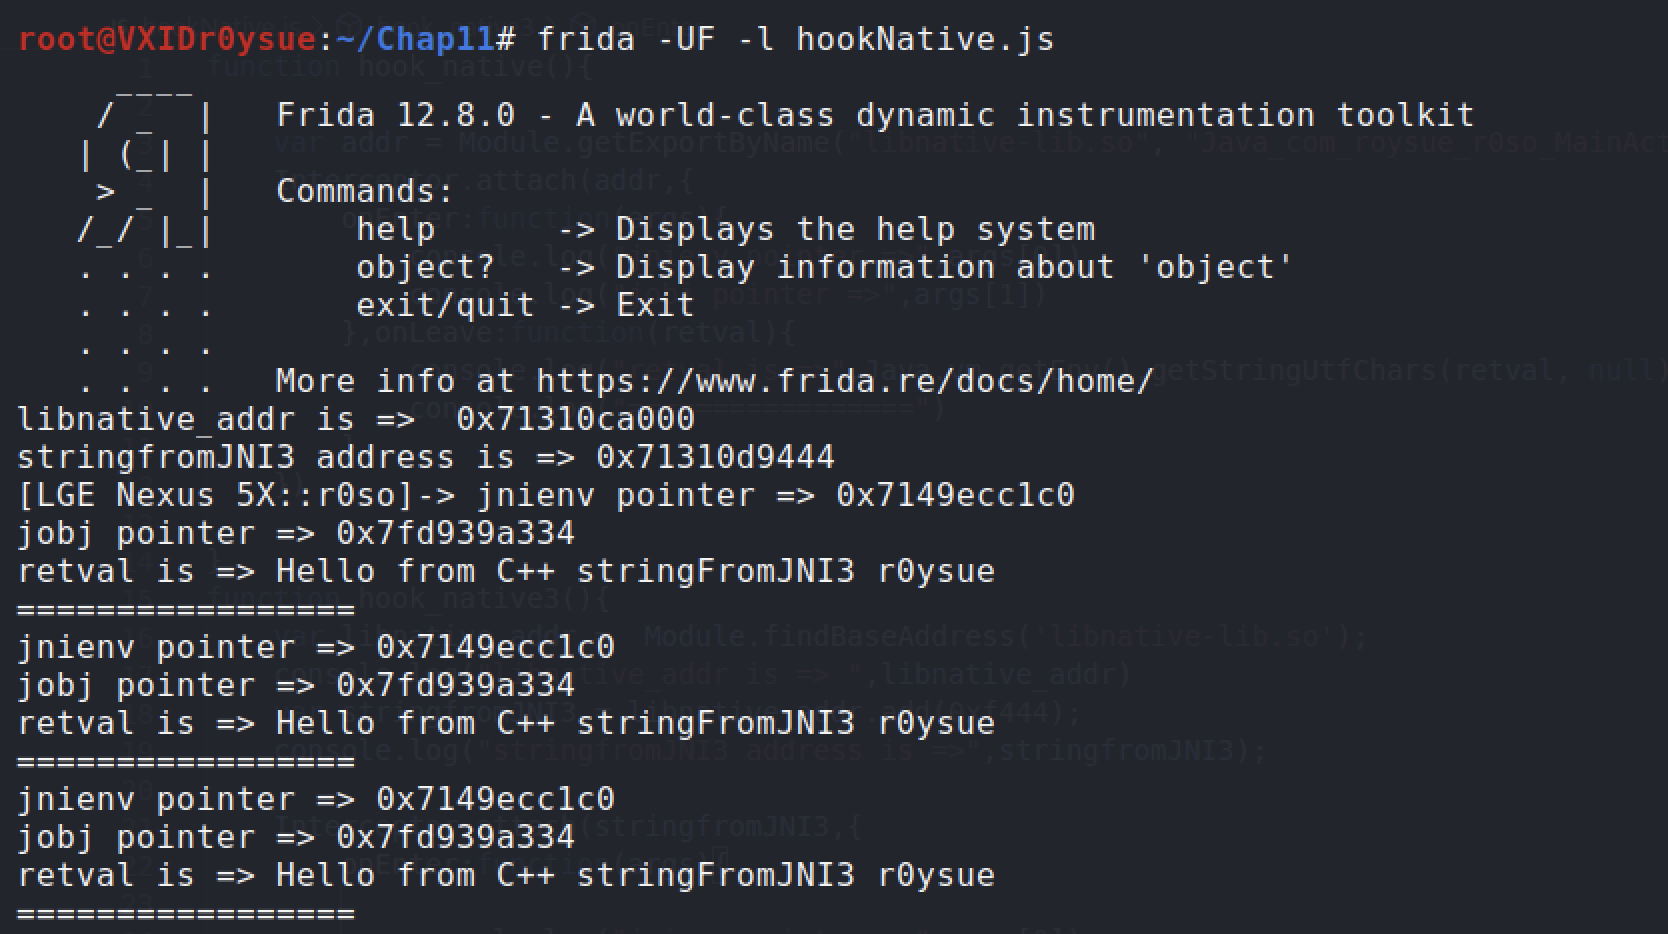 root@VXIDr0ysue:~/Chap11# frida -UF -l hookNative.js
     ____
    / _  |   Frida 12.8.0 - A world-class dynamic instrumentation toolkit
   | (_| |
    > _  |   Commands:
   /_/ |_|       help      -> Displays the help system
   . . . .       object?   -> Display information about 'object'
   . . . .       exit/quit -> Exit
   . . . .
   . . . .   More info at https://www.frida.re/docs/home/
libnative_addr is =>  0x71310ca000
stringfromJNI3 address is => 0x71310d9444
[LGE Nexus 5X::r0so]-> jnienv pointer => 0x7149ecc1c0
jobj pointer => 0x7fd939a334
retval is => Hello from C++ stringFromJNI3 r0ysue
=================
jnienv pointer => 0x7149ecc1c0
jobj pointer => 0x7fd939a334
retval is => Hello from C++ stringFromJNI3 r0ysue
=================
jnienv pointer => 0x7149ecc1c0
jobj pointer => 0x7fd939a334
retval is => Hello from C++ stringFromJNI3 r0ysue
=================